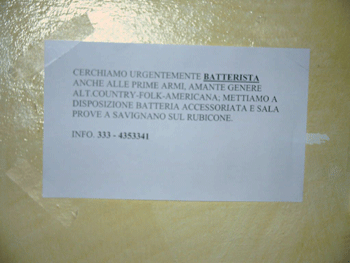 CERCHIAMO URGENTEMENTE BATTERISTA
ANCHE ALLE PRIME ARMI, AMANTE GENERE
ALT.COUNTRY-FOLK-AMERICANA; METTIAMO A
DISPOSIZIONE BATTERIA ACCESSORIATA E SALA
PROVE A SAVIGNANO SUL RUBICONE.
INFO. 333 - 4353341